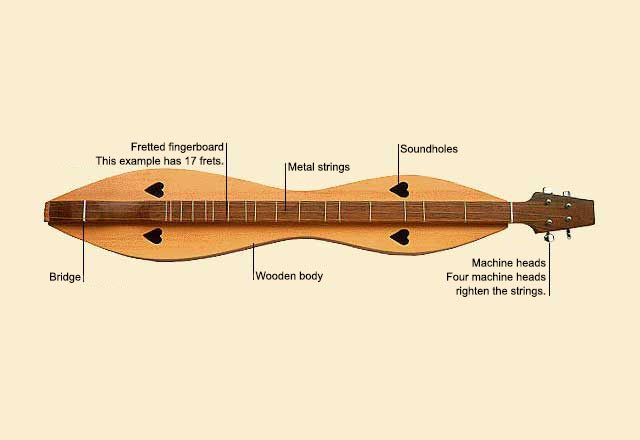 Fretted fingerboard
This example has 17 frets.
Metal strings
Soundholes
Bridge
Wooden body
Machine heads
Four machine heads
righten the strings.